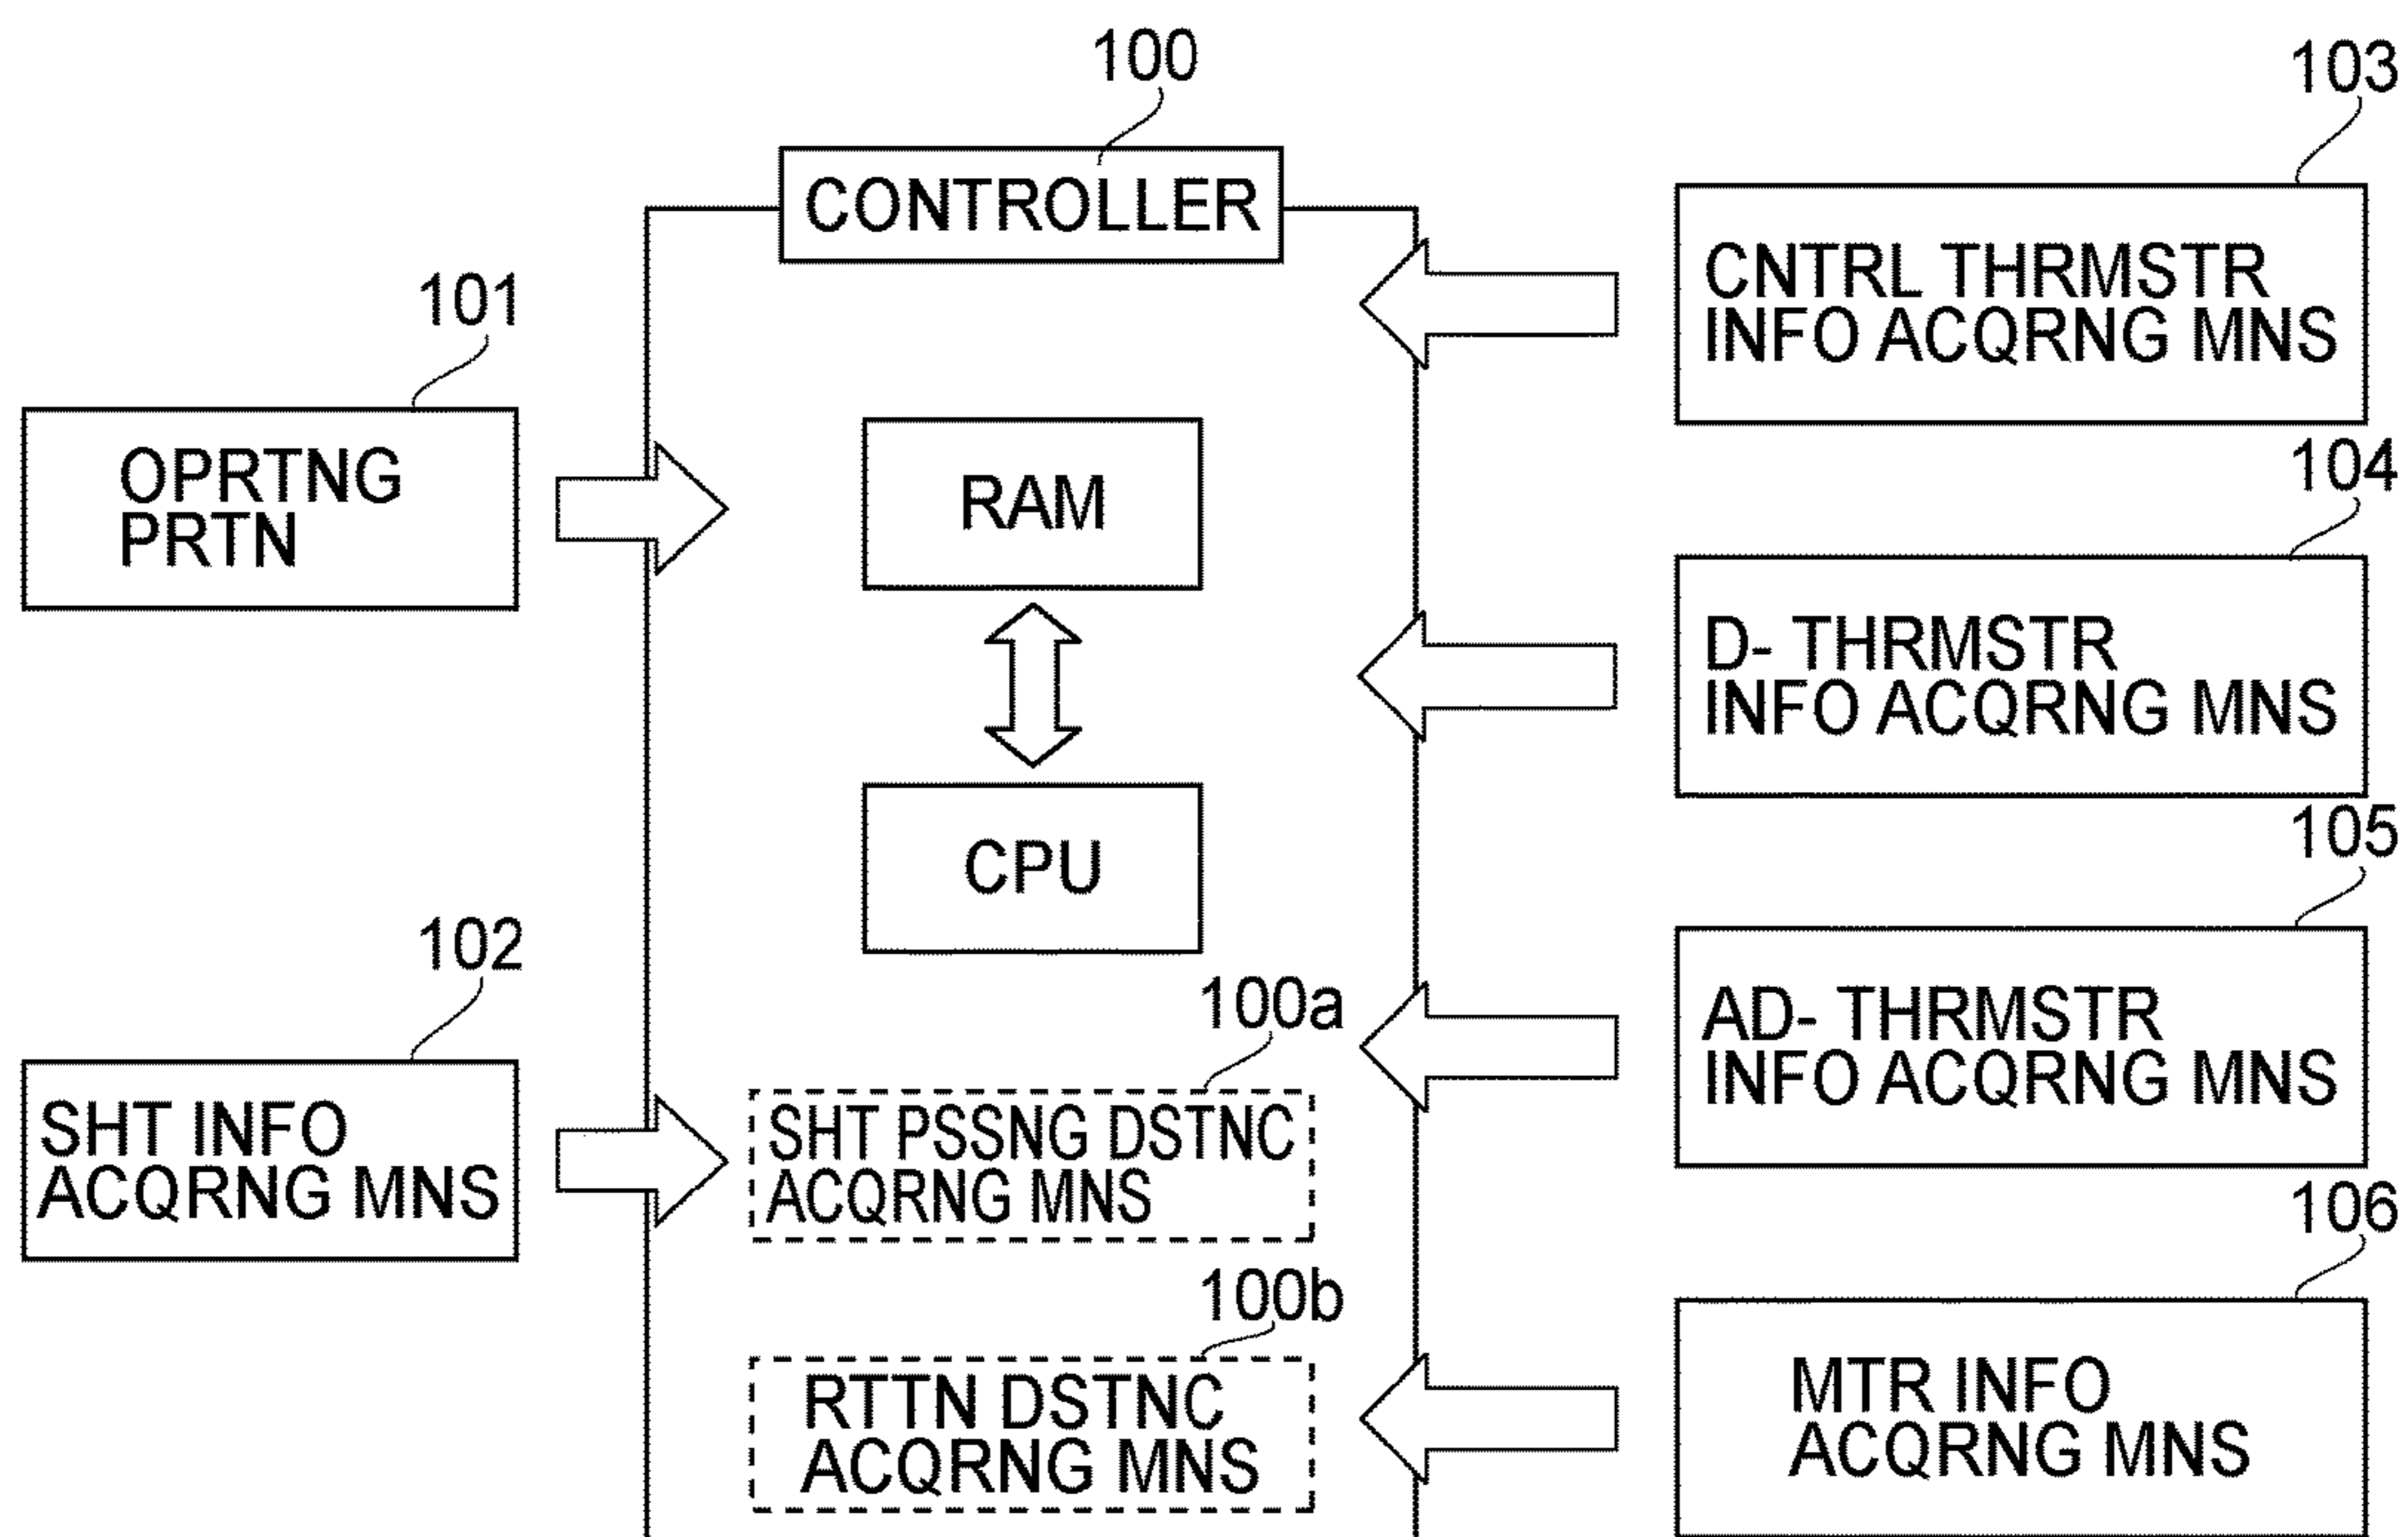 100
CONTROLLER
101
OPRTNG
PRTN
102
SHT INFO
ACQRNG MNS
RAM
CPU
100a
SHT PSSNG DSTNC
ACQRNG MNS
100b
RTTN DSTNC
ACQRNG MNS
103
CNTRL THRMSTR
INFO ACQRNG MNS
104
D- THRMSTR
INFO ACQRNG MNS
105
AD- THRMSTR
INFO ACQRNG MNS
106
MTR INFO
ACQRNG MNS